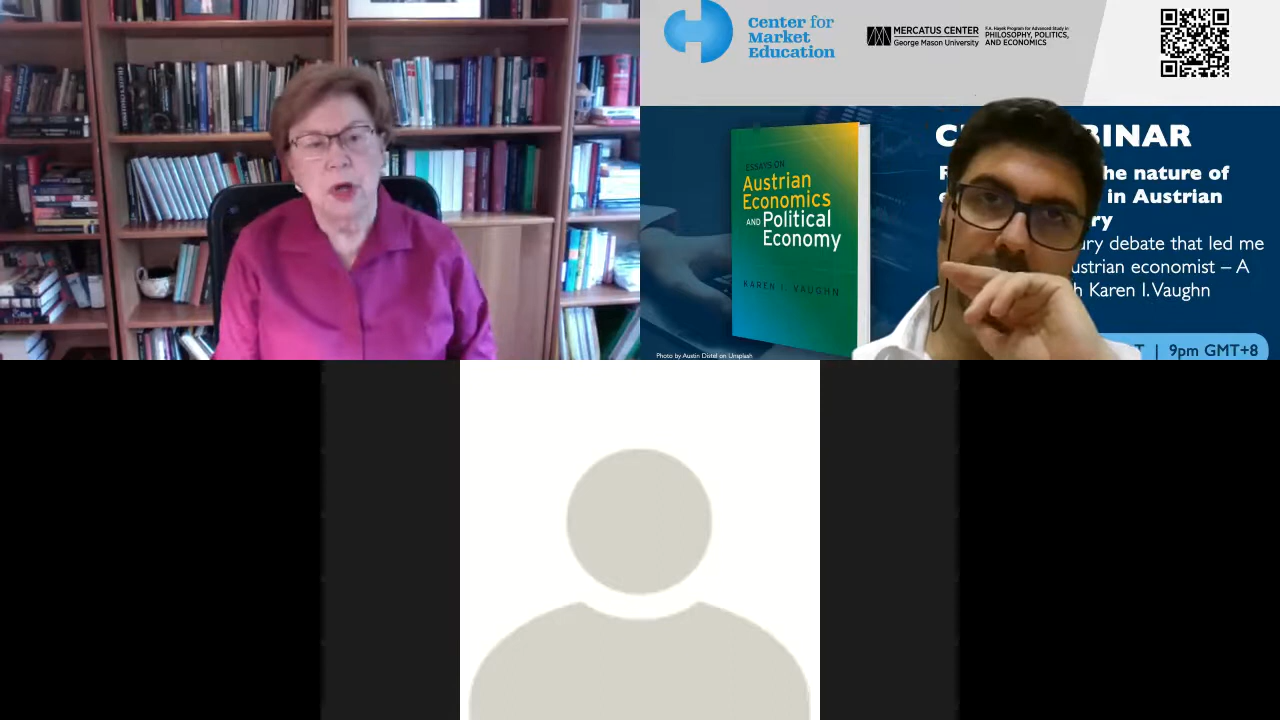 Center for
Market
Education
MERCATUS CENTER
George Mason University
F. A. Hayek Program for Advanced Study in
PHILOSOPHY, POLITICS,
AND ECONOMICS
ESSAYS ON
Austrian
Economics
AND Political
Economy
KAREN I. VAUGHN
C
BINAR
he nature of
e
in Austrian
ry
ury debate that led me
ustrian economist – A
h Karen I. Vaughn
T | 9pm GMT+8
Photo by Austin Distel on Unsplash